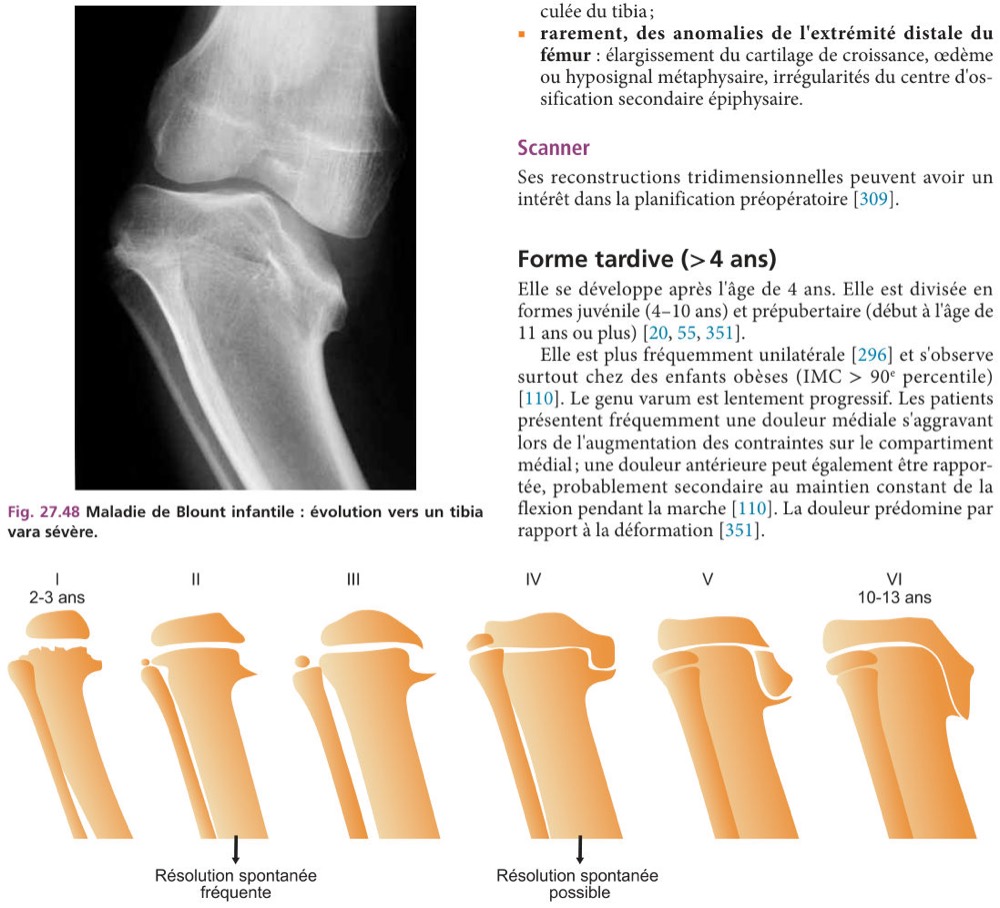 culée du tibia;
▪ rarement, des anomalies de l'extrémité distale du
fémur : élargissement du cartilage de croissance, œdème
ou hyposignal métaphysaire, irrégularités du centre d'os-
sification secondaire épiphysaire.
Scanner
Ses reconstructions tridimensionnelles peuvent avoir un
intérêt dans la planification préopératoire [309].
Forme tardive (> 4 ans)
Elle se développe après l'âge de 4 ans. Elle est divisée en
formes juvénile (4–10 ans) et prépubertaire (début à l'âge de
11 ans ou plus) [20, 55, 351].
Elle est plus fréquemment unilatérale [296] et s'observe
surtout chez des enfants obèses (IMC > 90e percentile)
[110]. Le genu varum est lentement progressif. Les patients
présentent fréquemment une douleur médiale s'aggravant
lors de l'augmentation des contraintes sur le compartiment
médial; une douleur antérieure peut également être rappor-
tée, probablement secondaire au maintien constant de la
flexion pendant la marche [110]. La douleur prédomine par
rapport à la déformation [351].
Fig. 27.48 Maladie de Blount infantile : évolution vers un tibia
vara sévère.
I II III IV V VI
2-3 ans 10-13 ans
Résolution spontanée
fréquente
Résolution spontanée
possible